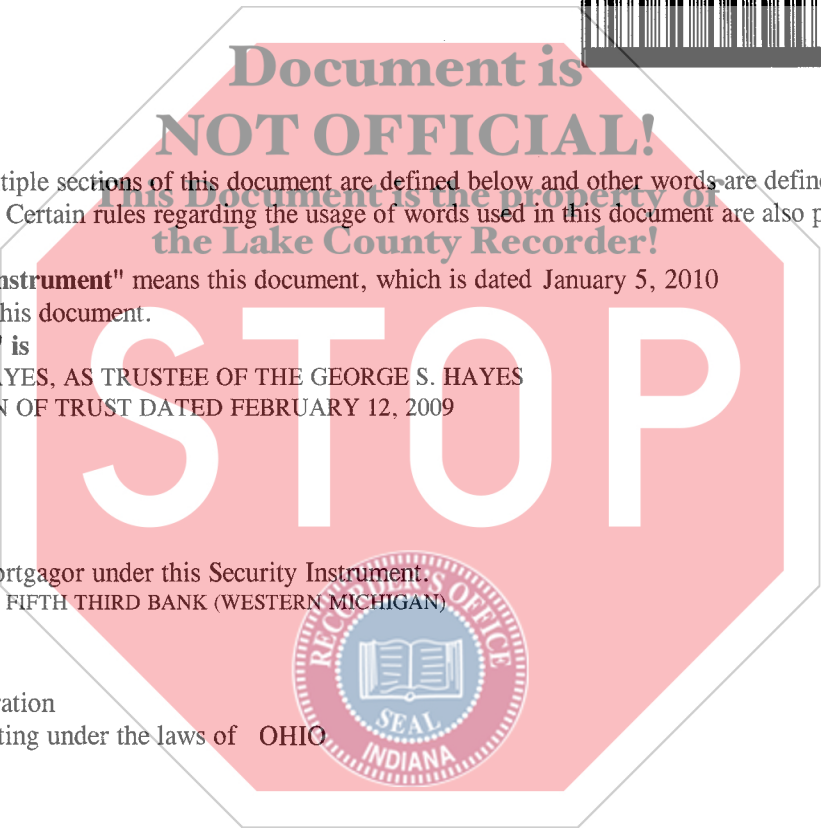 Document is
NOT OFFICIAL!
tiple sections of this document are defined below and other words are define
This Document is the property of
Certain rules regarding the usage of words used in this document are also p
the Lake County Recorder!
nstrument" means this document, which is dated January 5, 2010
his document.
" is
AYES, AS TRUSTEE OF THE GEORGE S. HAYES
N OF TRUST DATED FEBRUARY 12, 2009
STOP
ortgagor under this Security Instrument.
FIFTH THIRD BANK (WESTERN MICHIGAN)
RECORDER'S OFFICE
ration
ting under the laws of OHIO
SEAL
INDIANA